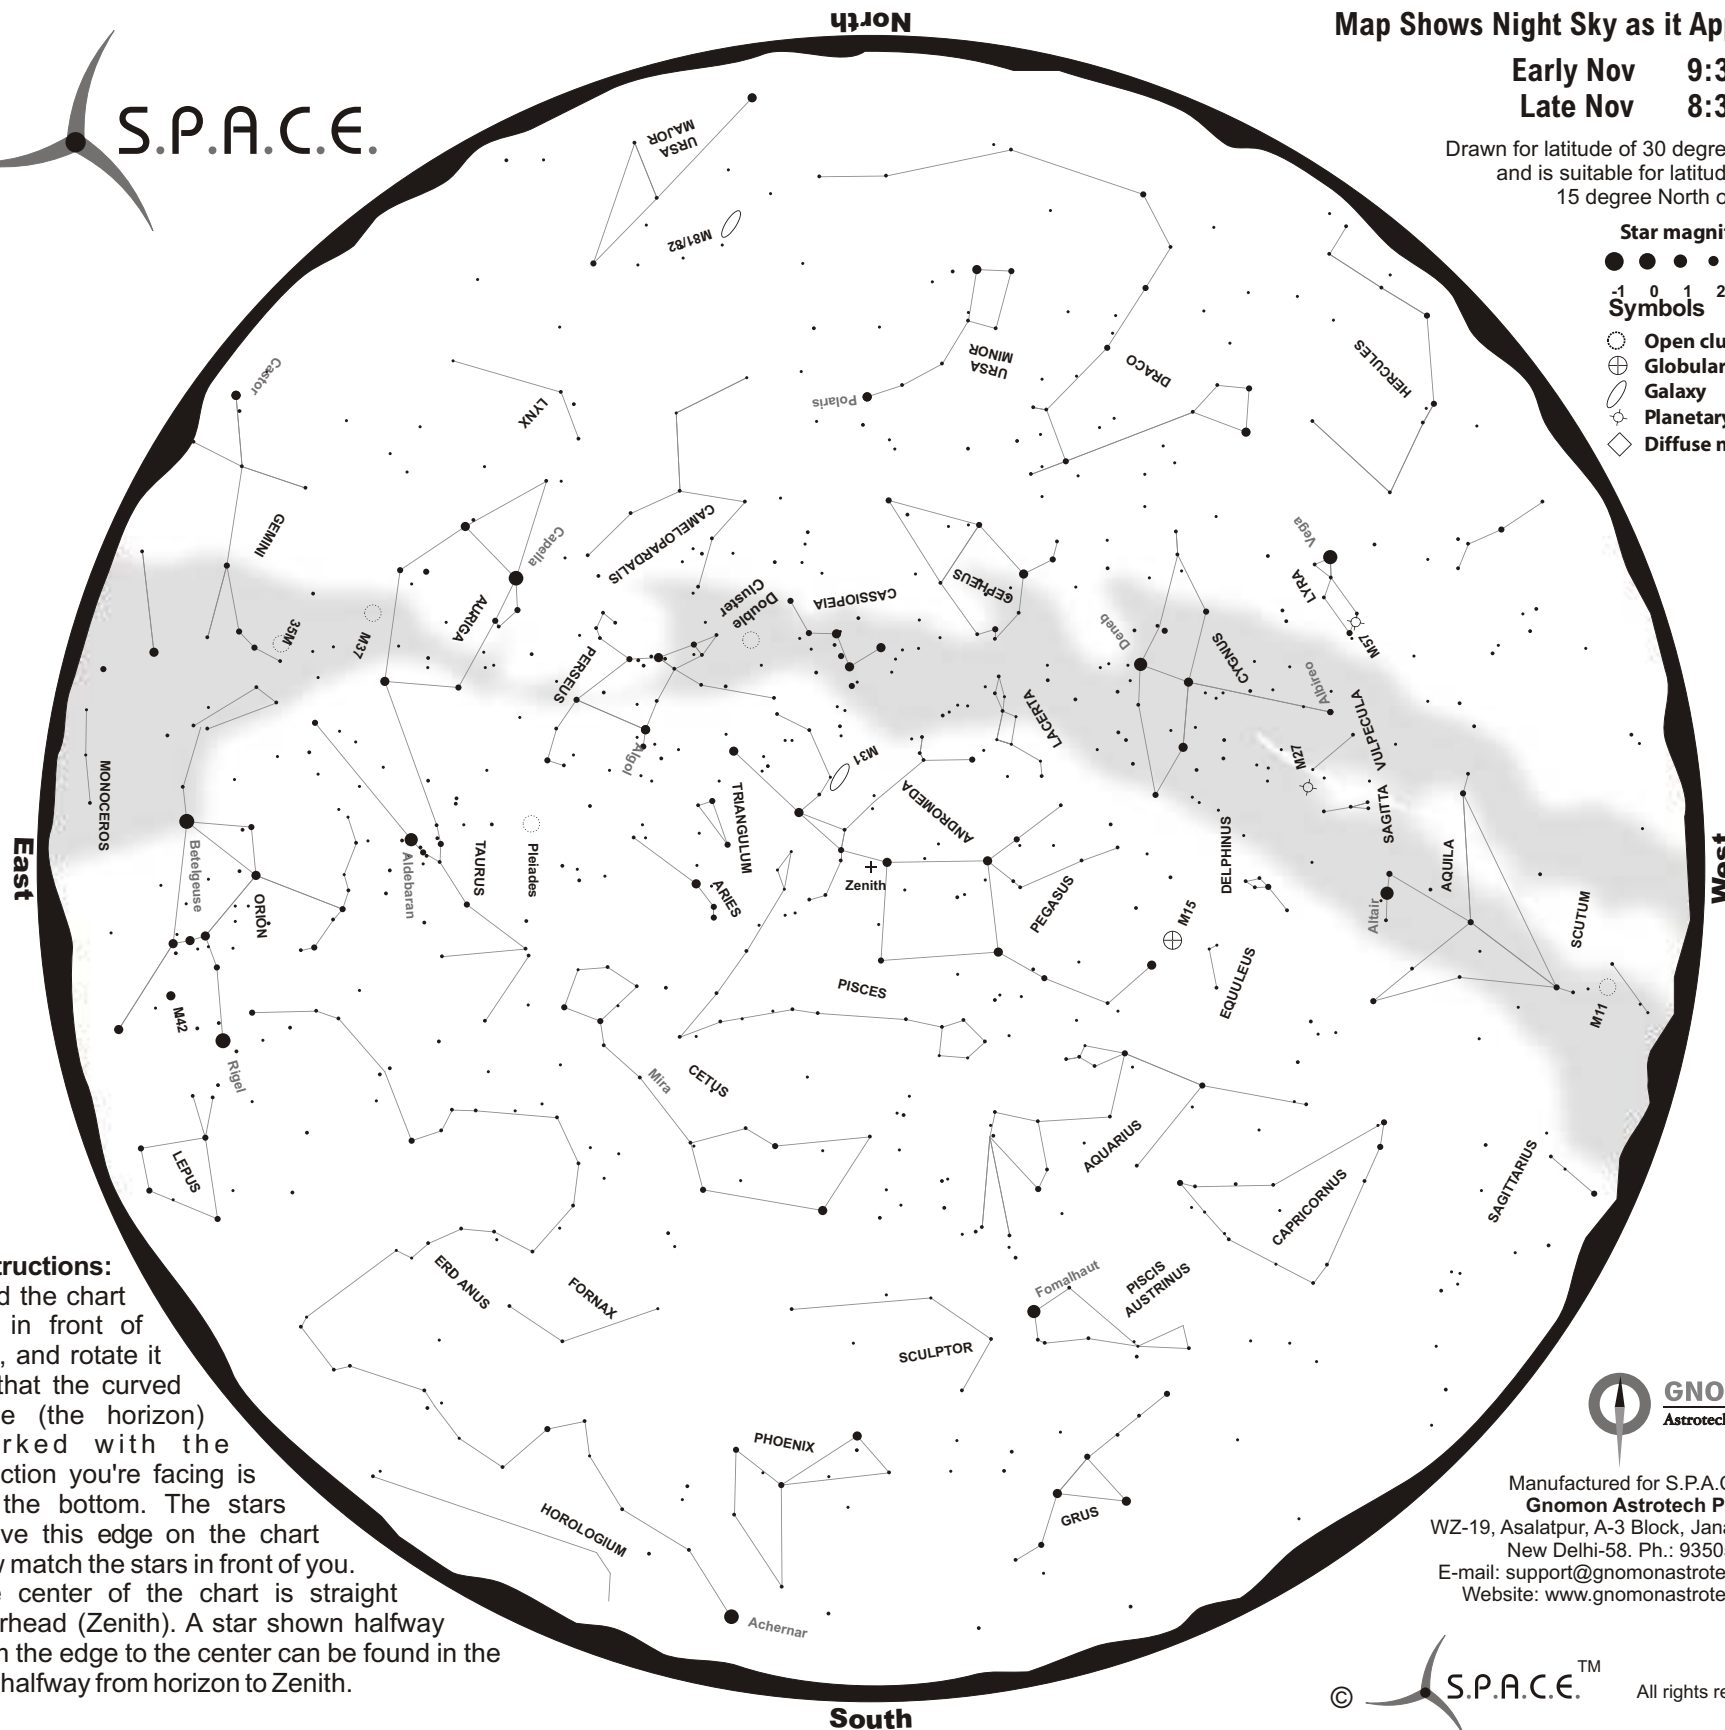 North
Map Shows Night Sky as it Ap
Early Nov 9:3
Late Nov 8:3
Drawn for latitude of 30 degre
and is suitable for latitud
15 degree North o
Star magni
-1 0 1 2
Symbols
Open clu
Globular
Galaxy
Planetary
Diffuse n
S.P.A.C.E.
URSA
MAJOR
M81/82
URSA
MINOR
Polaris
DRACO
HERCULES
Castor
LYNX
GEMINI
Capella
CAMELOPARDALIS
AURIGA
Double
Cluster
CASSIOPEIA
CEPHEUS
Vega
LYRA
M57
Deneb
CYGNUS
Albireo
35M
M37
PERSEUS
Algol
LACERTA
VULPECULA
M27
M31
MONOCEROS
TRIANGULUM
ANDROMEDA
SAGITTA
East
West
Betelgeuse
ORION
Aldebaran
TAURUS
Pleiades
ARIES
Zenith
PEGASUS
DELPHINUS
AQUILA
Altair
SCUTUM
M15
EQUULEUS
M11
PISCES
M42
Rigel
Mira
CETUS
AQUARIUS
LEPUS
CAPRICORNUS
SAGITTARIUS
ERD ANUS
FORNAX
Fomalhaut
PISCIS
AUSTRINUS
SCULPTOR
PHOENIX
GRUS
HOROLOGIUM
Achernar
South
tructions:
d the chart
in front of
, and rotate it
that the curved
e (the horizon)
rked with the
ction you're facing is
the bottom. The stars
ve this edge on the chart
w match the stars in front of you.
e center of the chart is straight
rhead (Zenith). A star shown halfway
m the edge to the center can be found in the
halfway from horizon to Zenith.
GNO
Astrotech
Manufactured for S.P.A.C
Gnomon Astrotech P
WZ-19, Asalatpur, A-3 Block, Jana
New Delhi-58. Ph.: 9350
E-mail: support@gnomonastrote
Website: www.gnomonastrote
© S.P.A.C.E.™ All rights re